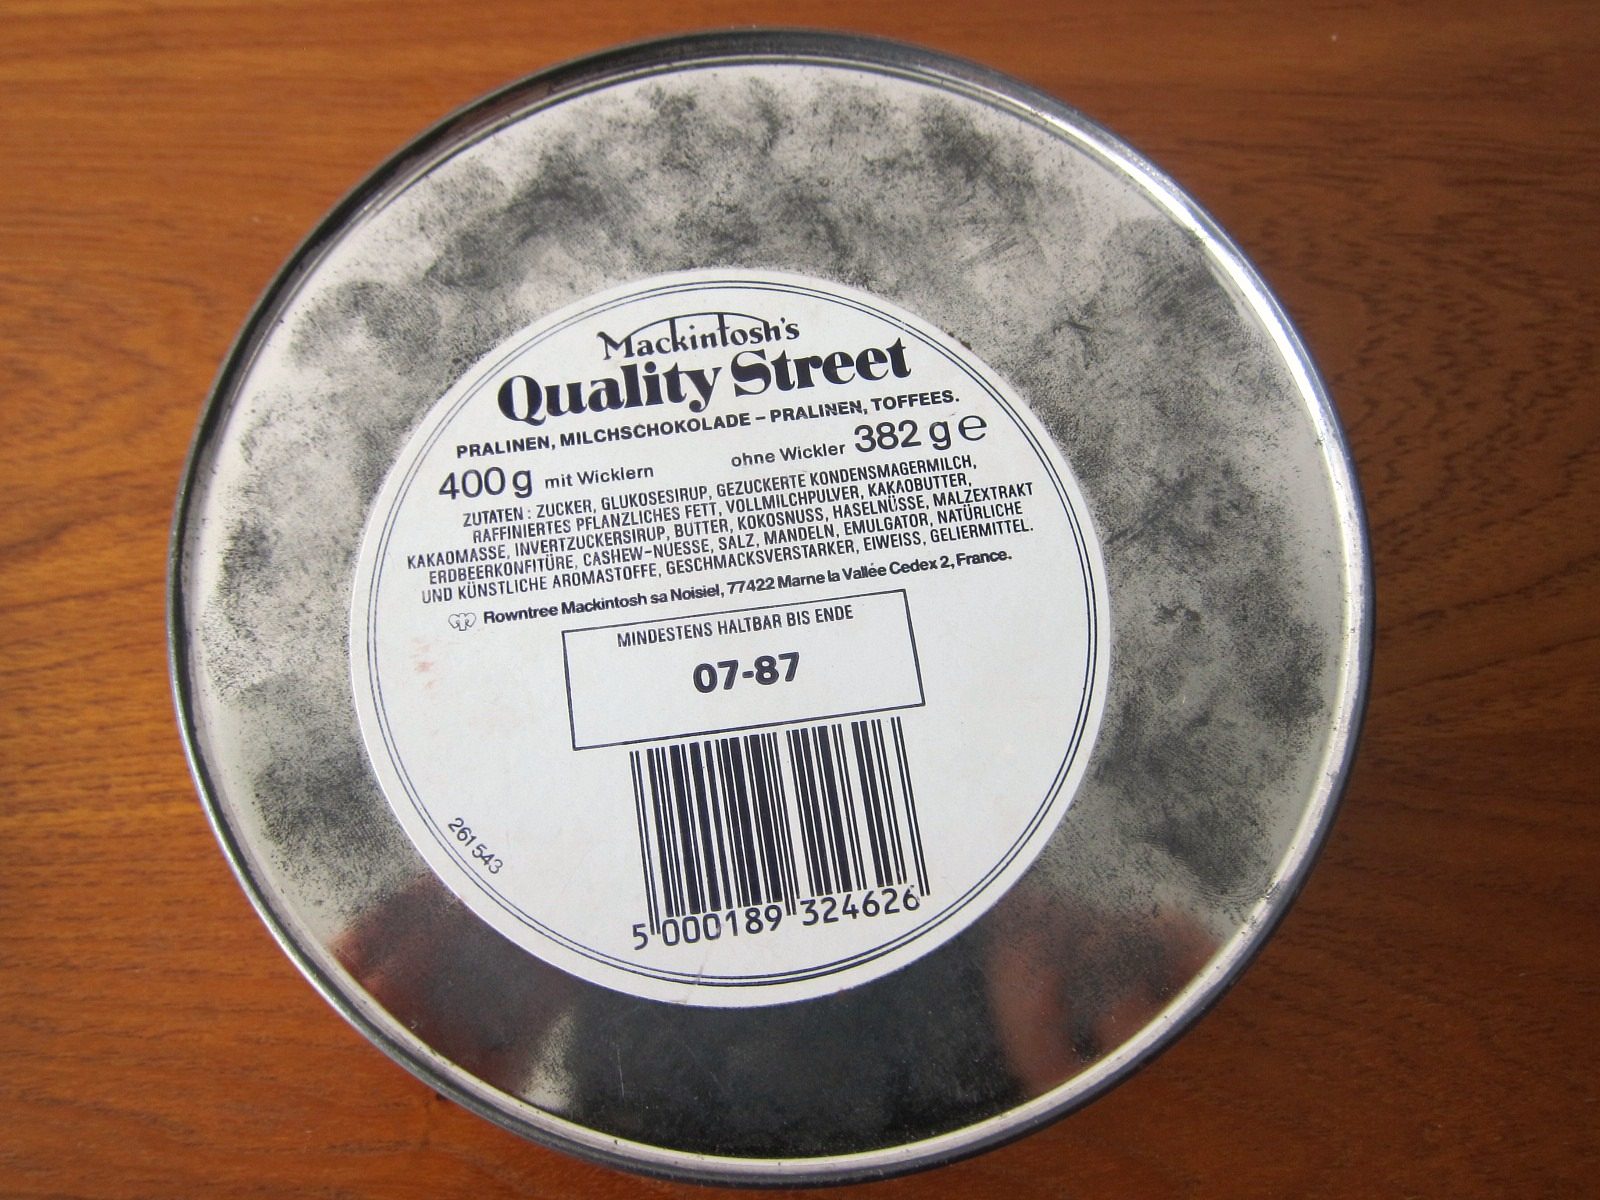 Mackintosh's
Quality Street
PRALINEN, MILCHSCHOKOLADE – PRALINEN, TOFFEES.
400 g mit Wicklern ohne Wickler 382 g ℮
ZUTATEN : ZUCKER, GLUKOSESIRUP, GEZUCKERTE KONDENSMAGERMILCH,
RAFFINIERTES PFLANZLICHES FETT, VOLLMILCHPULVER, KAKAOBUTTER,
KAKAOMASSE, INVERTZUCKERSIRUP, BUTTER, KOKOSNUSS, HASELNÜSSE, MALZEXTRAKT
ERDBEERKONFITÜRE, CASHEW-NUESSE, SALZ, MANDELN, EMULGATOR, NATÜRLICHE
UND KÜNSTLICHE AROMASTOFFE, GESCHMACKSVERSTARKER, EIWEISS, GELIERMITTEL.
Rowntree Mackintosh sa Noisiel, 77422 Marne la Vallée Cedex 2, France.
MINDESTENS HALTBAR BIS ENDE
07-87
261 543
5 000189 324626